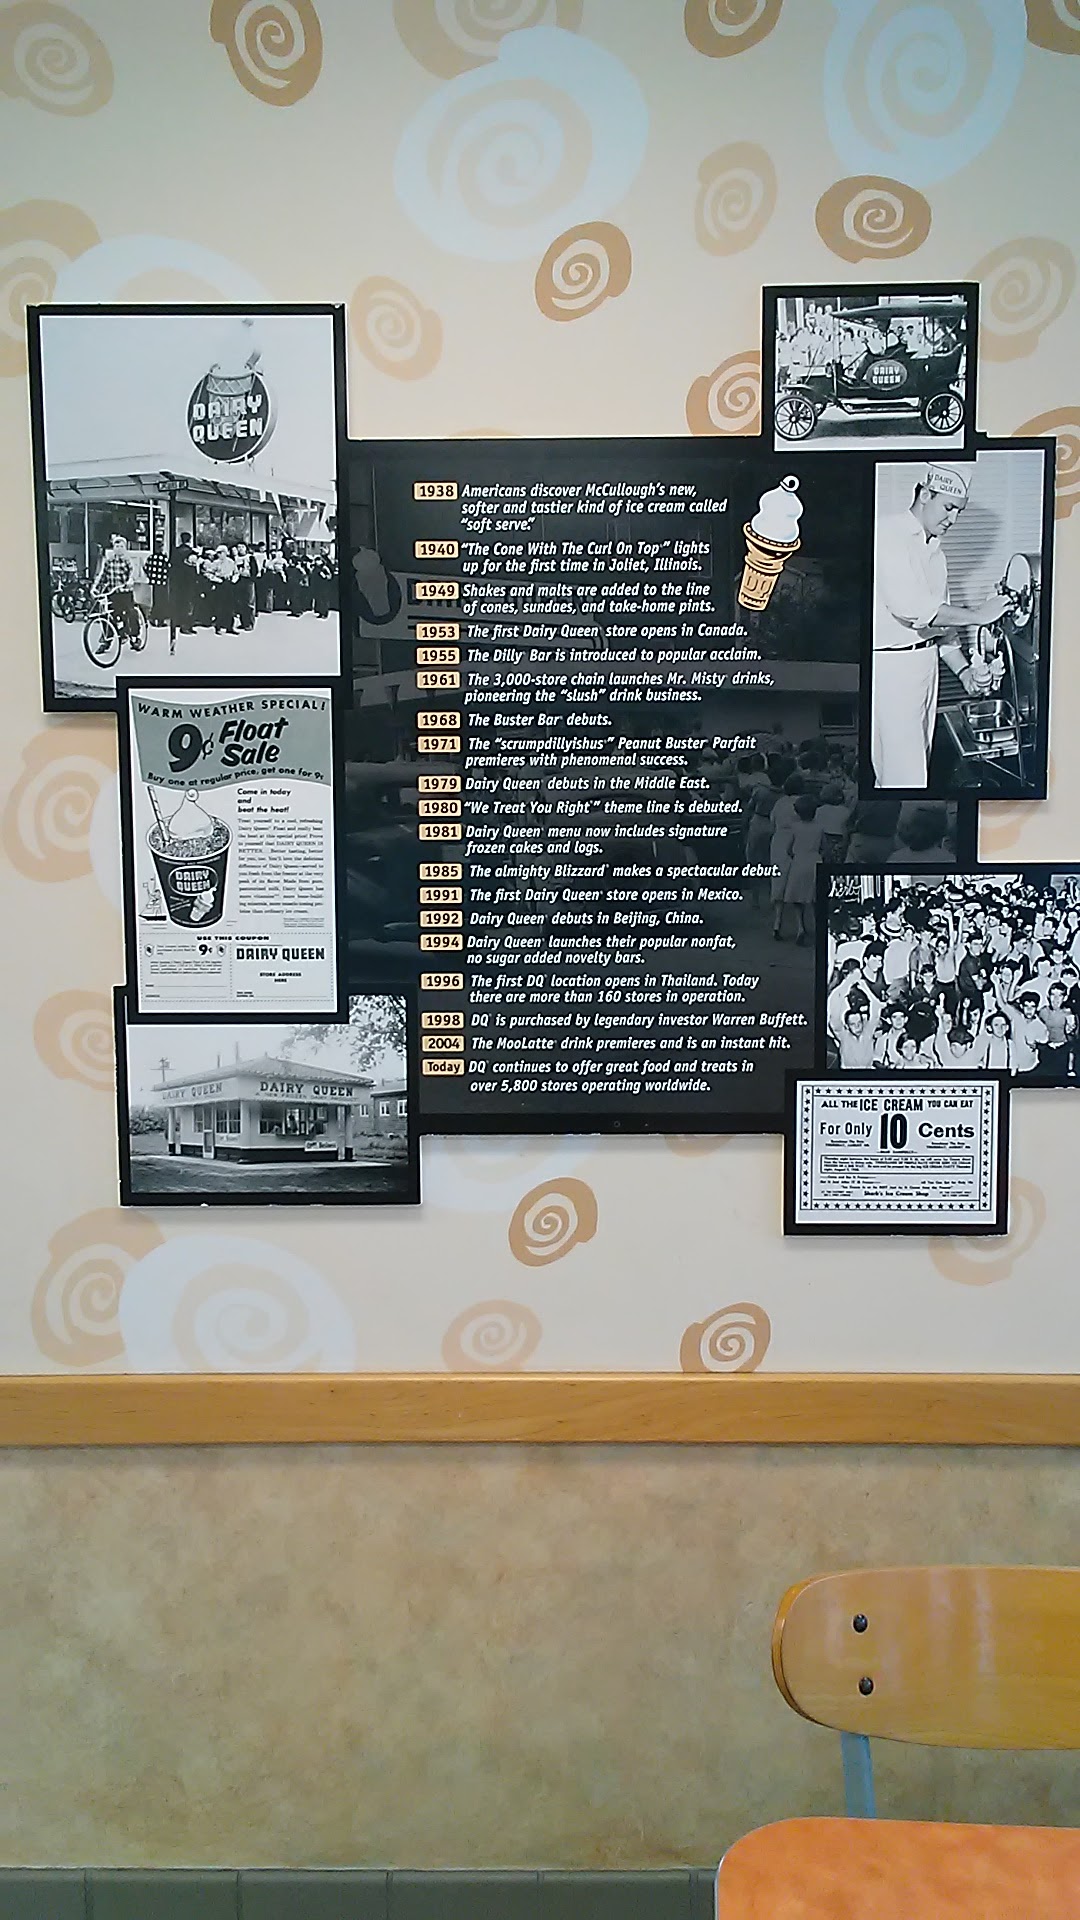 DAIRY
QUEEN
DAIRY
QUEEN
DAIRY
QUEEN
1938 Americans discover McCullough's new,
softer and tastier kind of ice cream called
"soft serve."
1940 "The Cone With The Curl On Top" lights
up for the first time in Joliet, Illinois.
1949 Shakes and malts are added to the line
of cones, sundaes, and take-home pints.
1953 The first Dairy Queen store opens in Canada.
1955 The Dilly Bar is introduced to popular acclaim.
1961 The 3,000-store chain launches Mr. Misty drinks,
pioneering the "slush" drink business.
1968 The Buster Bar debuts.
1971 The "scrumpdillyishus" Peanut Buster Parfait
premieres with phenomenal success.
1979 Dairy Queen debuts in the Middle East.
1980 "We Treat You Right" theme line is debuted.
1981 Dairy Queen menu now includes signature
frozen cakes and logs.
1985 The almighty Blizzard makes a spectacular debut.
1991 The first Dairy Queen store opens in Mexico.
1992 Dairy Queen debuts in Beijing, China.
1994 Dairy Queen launches their popular nonfat,
no sugar added novelty bars.
1996 The first DQ location opens in Thailand. Today
there are more than 160 stores in operation.
1998 DQ is purchased by legendary investor Warren Buffett.
2004 The MooLatte drink premieres and is an instant hit.
Today DQ continues to offer great food and treats in
over 5,800 stores operating worldwide.
DQ
WARM WEATHER SPECIAL!
9¢ Float
Sale
Buy one at regular price, get one for 9¢
Come in today
and
beat the heat!
DAIRY
QUEEN
USE THIS COUPON
9¢ DAIRY QUEEN
STORE ADDRESS
HERE
DAIRY QUEEN DAIRY QUEEN
ALL THE ICE CREAM YOU CAN EAT
For Only 10 Cents
Sherb's Ice Cream Shop